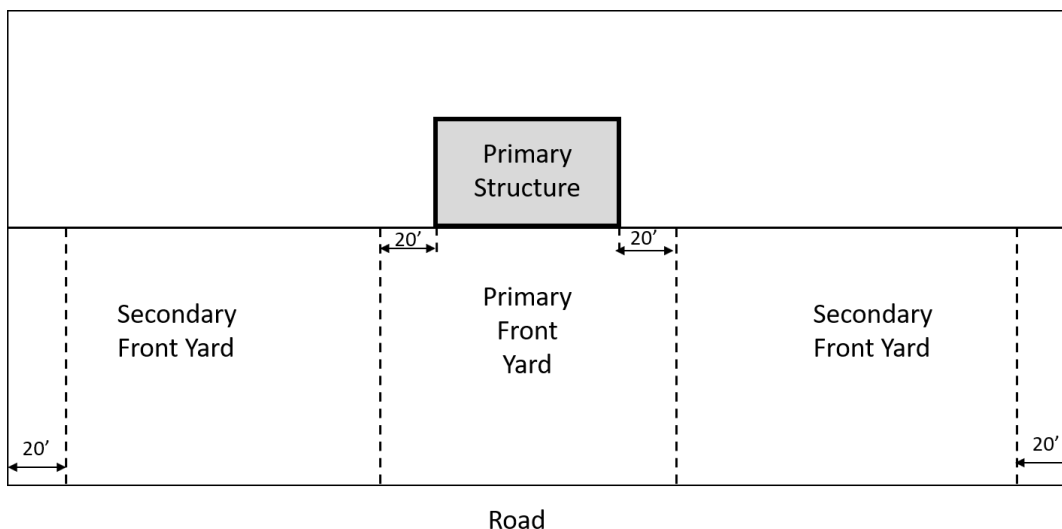 Primary
Structure
20’
20’
Secondary
Front Yard
Primary
Front
Yard
Secondary
Front Yard
20’
20’
Road